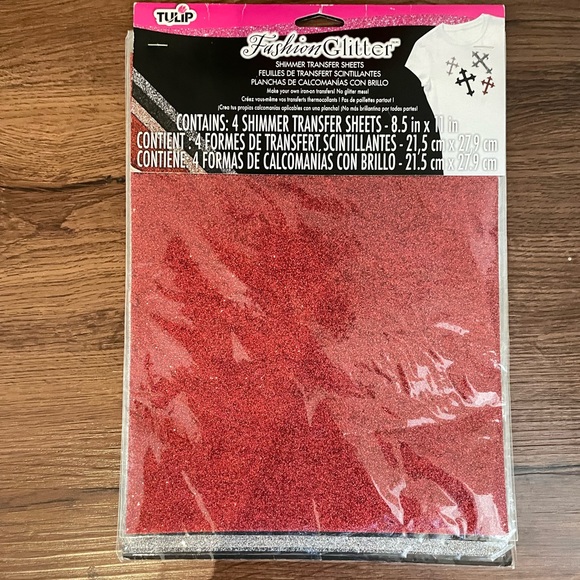 TULIP
Fashion Glitter™
SHIMMER TRANSFER SHEETS
FEUILLES DE TRANSFERT SCINTILLANTES
PLANCHAS DE CALCOMANÍAS CON BRILLO
Make your own iron-on transfers! No glitter mess!
Créez vous-même vos transferts thermocollants ! Pas de paillettes partout !
¡Crea tus propias calcomanías aplicables con una plancha! ¡No más brillantina por todas partes!
CONTAINS: 4 SHIMMER TRANSFER SHEETS - 8.5 in x 11 in
CONTIENT : 4 FORMES DE TRANSFERT SCINTILLANTES - 21,5 cm x 27,9 cm
CONTIENE: 4 FORMAS DE CALCOMANÍAS CON BRILLO - 21.5 cm x 27.9 cm